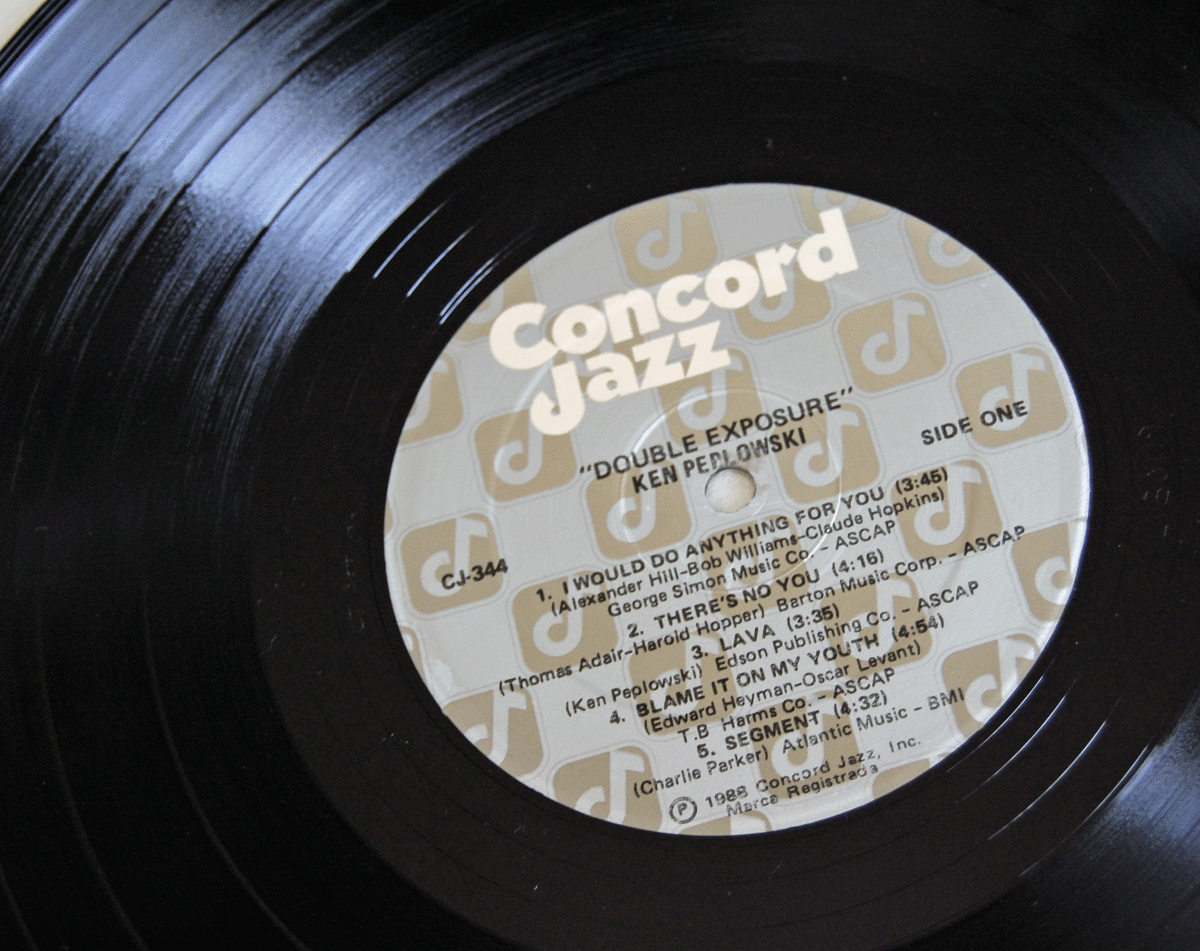 Concord
Jazz
"DOUBLE EXPOSURE"
KEN PEPLOWSKI
SIDE ONE
CJ-344
1. I WOULD DO ANYTHING FOR YOU (3:45)
(Alexander Hill-Bob Williams-Claude Hopkins)
George Simon Music Co. - ASCAP
2. THERE'S NO YOU (4:16)
(Thomas Adair-Harold Hopper) Barton Music Corp. - ASCAP
3. LAVA (3:35)
(Ken Peplowski) Edson Publishing Co. - ASCAP
4. BLAME IT ON MY YOUTH (4:54)
(Edward Heyman-Oscar Levant)
T.B Harms Co. - ASCAP
5. SEGMENT (4:32)
(Charlie Parker) Atlantic Music - BMI
Ⓟ 1988 Concord Jazz, Inc.
Marca Registrada